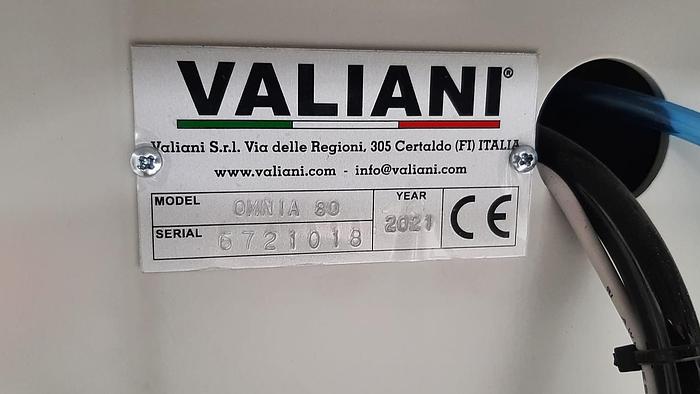 VALIANI®
Valiani S.r.l. Via delle Regioni, 305 Certaldo (FI) ITALIA
www.valiani.com - info@valiani.com
MODEL OMNIA 80
YEAR 2021
SERIAL 6721018
CE